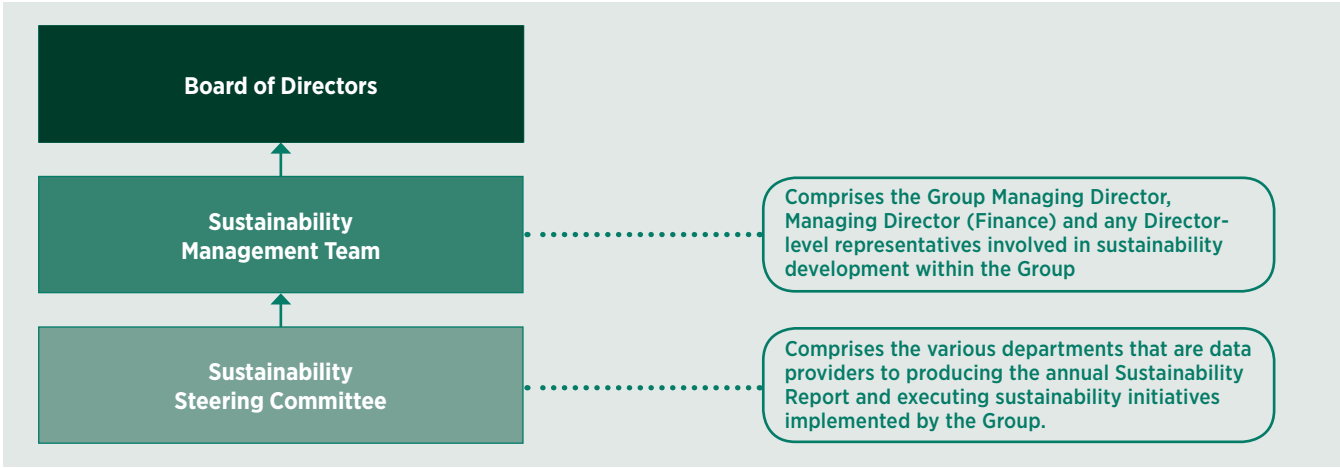 Board of Directors
Sustainability
Management Team
Comprises the Group Managing Director,
Managing Director (Finance) and any Director-
level representatives involved in sustainability
development within the Group
Sustainability
Steering Committee
Comprises the various departments that are data
providers to producing the annual Sustainability
Report and executing sustainability initiatives
implemented by the Group.